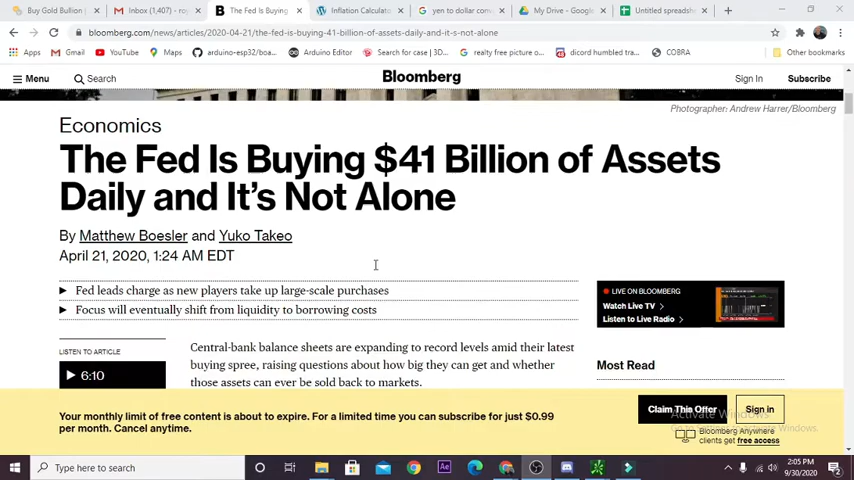 Buy Gold Bullion
Inbox (1,407) - roy
The Fed Is Buying
Inflation Calculat
yen to dollar con
My Drive - Google
Untitled spreadsh
bloomberg.com/news/articles/2020-04-21/the-fed-is-buying-41-billion-of-assets-daily-and-it-s-not-alone
Apps
Gmail
YouTube
Maps
arduino-esp32/boa...
Arduino Editor
Search for case | 3D...
realty free picture o...
dicord humbled tra...
COBRA
Other bookmarks
Menu
Search
Bloomberg
Sign In
Subscribe
Photographer: Andrew Harrer/Bloomberg
Economics
The Fed Is Buying $41 Billion of Assets
Daily and It's Not Alone
By Matthew Boesler and Yuko Takeo
April 21, 2020, 1:24 AM EDT
Fed leads charge as new players take up large-scale purchases
Focus will eventually shift from liquidity to borrowing costs
LIVE ON BLOOMBERG
Watch Live TV
Listen to Live Radio
LISTEN TO ARTICLE
6:10
Central-bank balance sheets are expanding to record levels amid their latest
buying spree, raising questions about how big they can get and whether
those assets can ever be sold back to markets.
Most Read
Your monthly limit of free content is about to expire. For a limited time you can subscribe for just $0.99
per month. Cancel anytime.
Claim This Offer
Sign in
Activate Windows
Go to Settings to activate Windows.
Bloomberg Anywhere
clients get free access
Type here to search
Ae
2:05 PM
9/30/2020
2